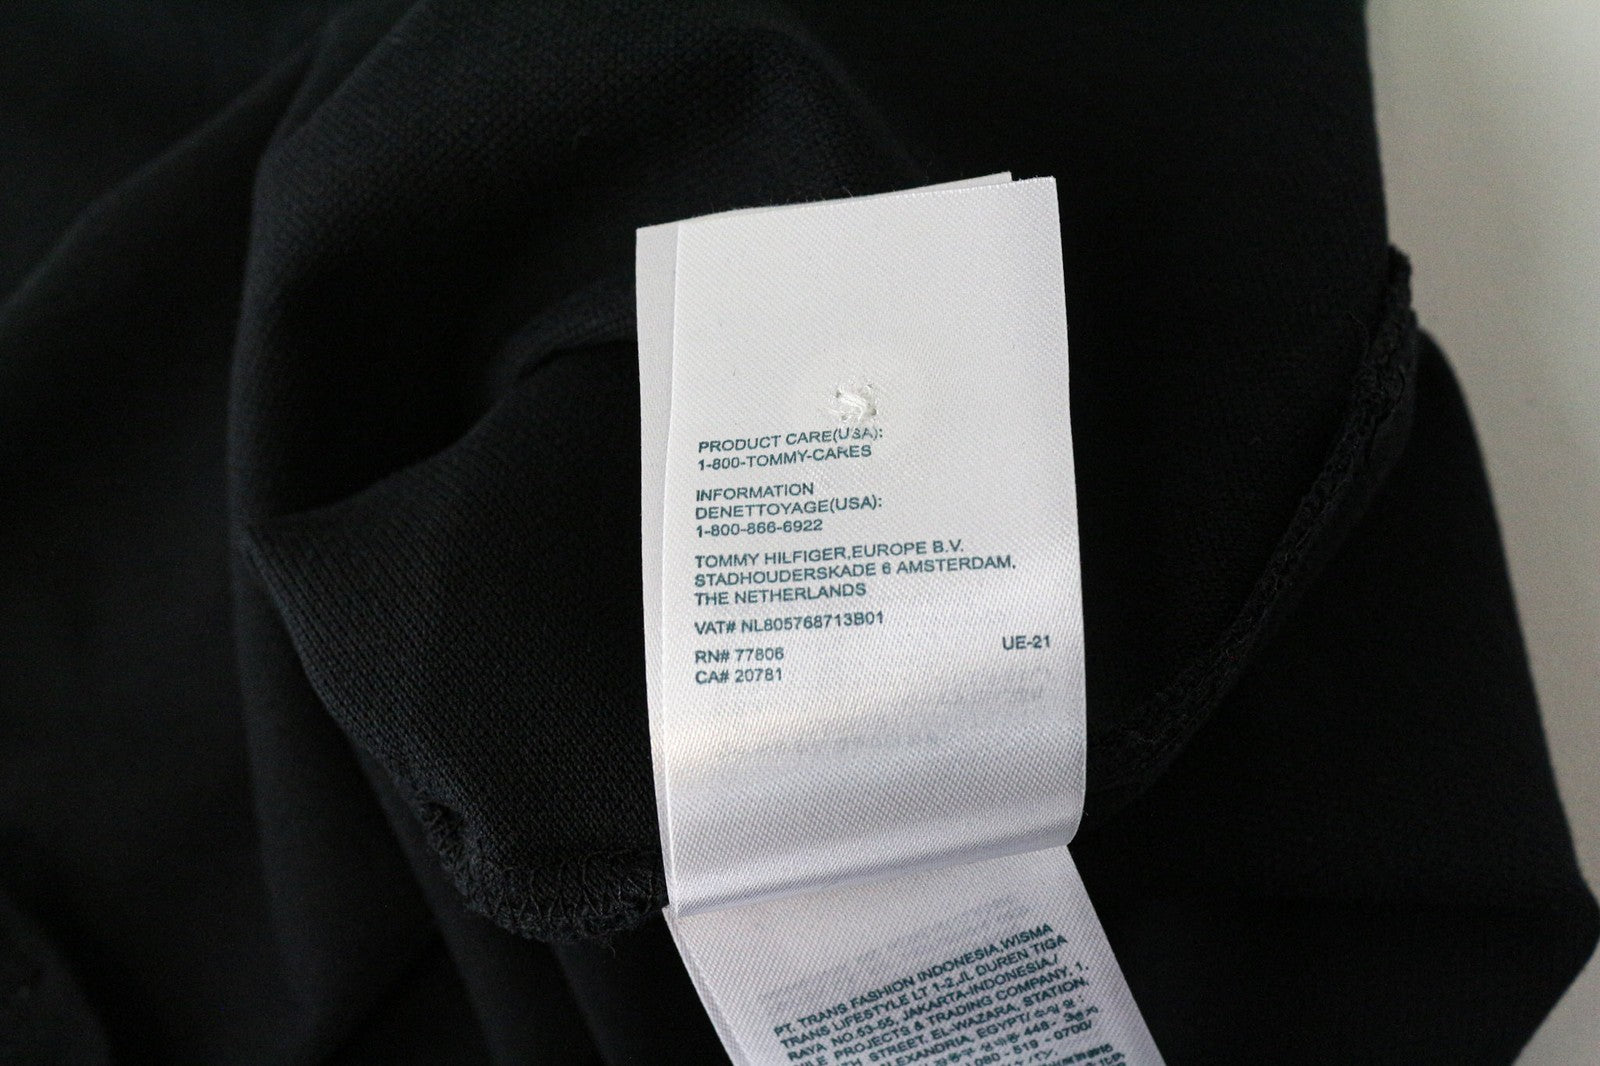 PRODUCT CARE(USA):
1-800-TOMMY-CARES
INFORMATION
DENETTOYAGE(USA):
1-800-866-6922
TOMMY HILFIGER,EUROPE B.V.
STADHOUDERSKADE 6 AMSTERDAM,
THE NETHERLANDS
VAT# NL805768713B01
RN# 77806
UE-21
CA# 20781
PT. TRANS FASHION INDONESIA,WISMA
TRANS LIFESTYLE LT 1-2,JL DUREN TIGA
RAYA NO.53-55, JAKARTA-INDONESIA,/
PROJECTS & TRADING COMPANY, 1,
STREET, EL-WAZARA, STATION,
ALEXANDRIA, EGYPT/
080 - 519 - 0700/